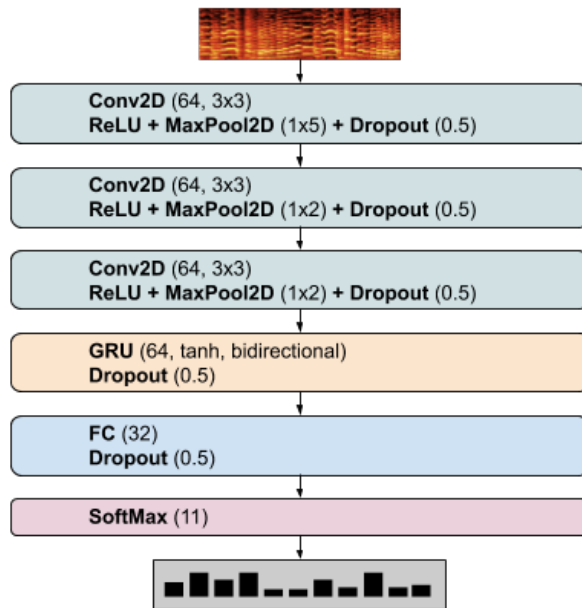 Conv2D (64, 3x3)
ReLU + MaxPool2D (1x5) + Dropout (0.5)
Conv2D (64, 3x3)
ReLU + MaxPool2D (1x2) + Dropout (0.5)
Conv2D (64, 3x3)
ReLU + MaxPool2D (1x2) + Dropout (0.5)
GRU (64, tanh, bidirectional)
Dropout (0.5)
FC (32)
Dropout (0.5)
SoftMax (11)